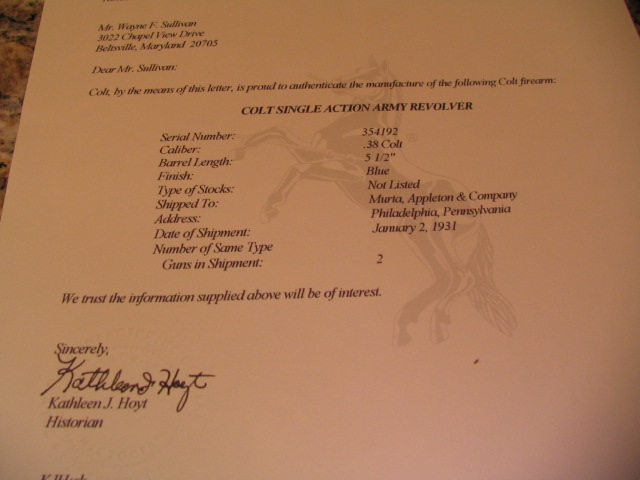 Mr. Wayne F. Sullivan
3022 Chapel View Drive
Beltsville, Maryland 20705
Dear Mr. Sullivan:
Colt, by the means of this letter, is proud to authenticate the manufacture of the following Colt firearm:
COLT SINGLE ACTION ARMY REVOLVER
Serial Number: 354192
Caliber: .38 Colt
Barrel Length: 5 1/2"
Finish: Blue
Type of Stocks: Not Listed
Shipped To: Murta, Appleton & Company
Address: Philadelphia, Pennsylvania
Date of Shipment: January 2, 1931
Number of Same Type
Guns in Shipment: 2
We trust the information supplied above will be of interest.
Sincerely,
Kathleen J. Hoyt
Kathleen J. Hoyt
Historian